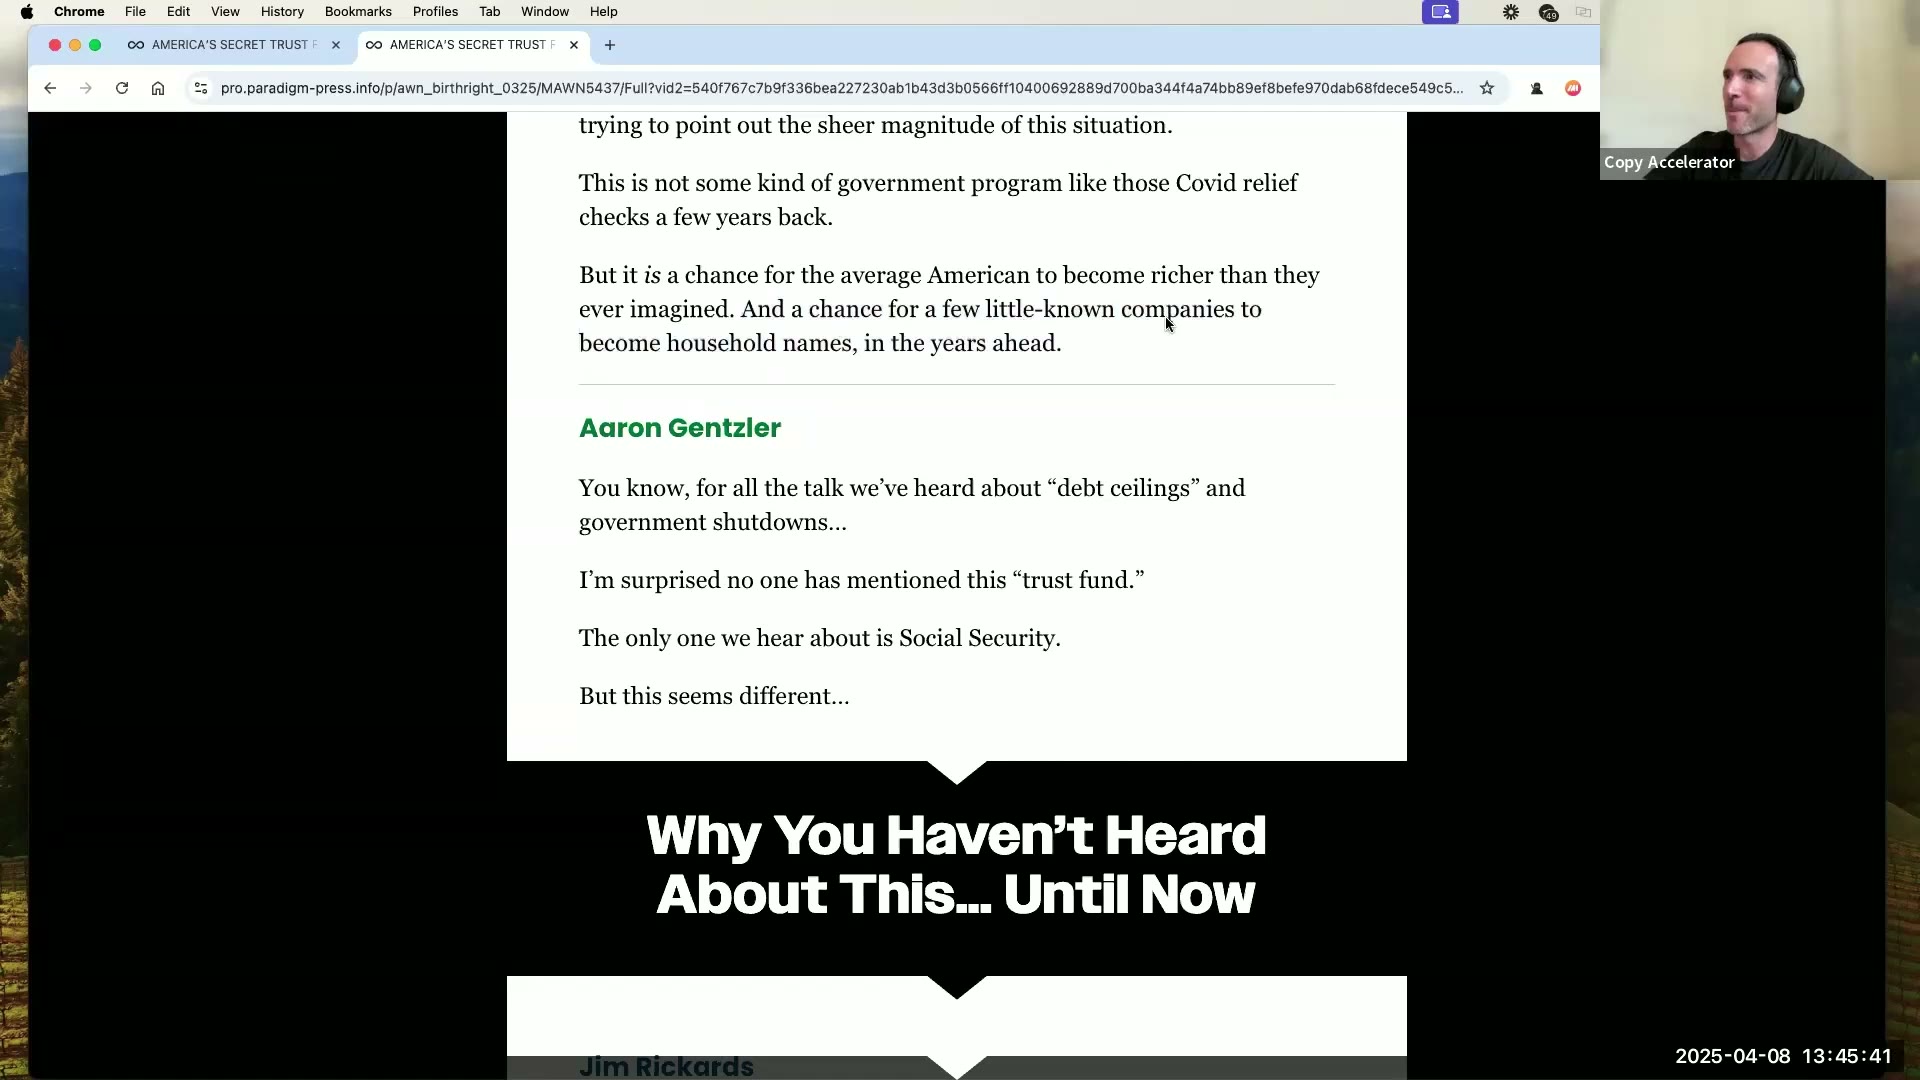 Chrome File Edit View History Bookmarks Profiles Tab Window Help
49
AMERICA'S SECRET TRUST F
AMERICA'S SECRET TRUST F
pro.paradigm-press.info/p/awn_birthright_0325/MAWN5437/Full?vid2=540f767c7b9f336bea227230ab1b43d3b0566ff10400692889d700ba344f4a74bb89ef8befe970dab68fdece549c5...
Copy Accelerator
trying to point out the sheer magnitude of this situation.
This is not some kind of government program like those Covid relief
checks a few years back.
But it is a chance for the average American to become richer than they
ever imagined. And a chance for a few little-known companies to
become household names, in the years ahead.
Aaron Gentzler
You know, for all the talk we’ve heard about “debt ceilings” and
government shutdowns...
I’m surprised no one has mentioned this “trust fund.”
The only one we hear about is Social Security.
But this seems different...
Why You Haven’t Heard
About This... Until Now
Jim Rickards
2025-04-08 13:45:41